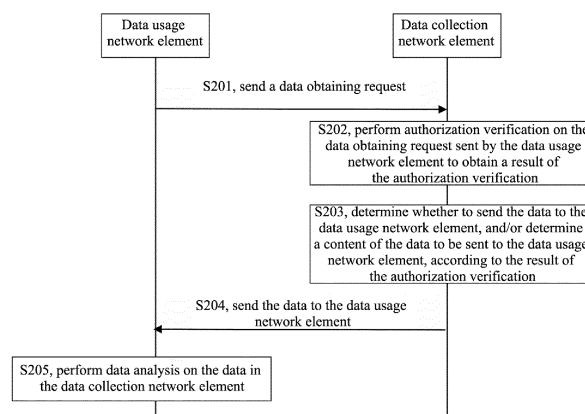 Data usage
network element
Data collection
network element
S201, send a data obtaining request
S202, perform authorization verification on the
data obtaining request sent by the data usage
network element to obtain a result of
the authorization verification
S203, determine whether to send the data to the
data usage network element, and/or determine
a content of the data to be sent to the data usage
network element, according to the result of
the authorization verification
S204, send the data to the data usage
network element
S205, perform data analysis on the data in
the data collection network element